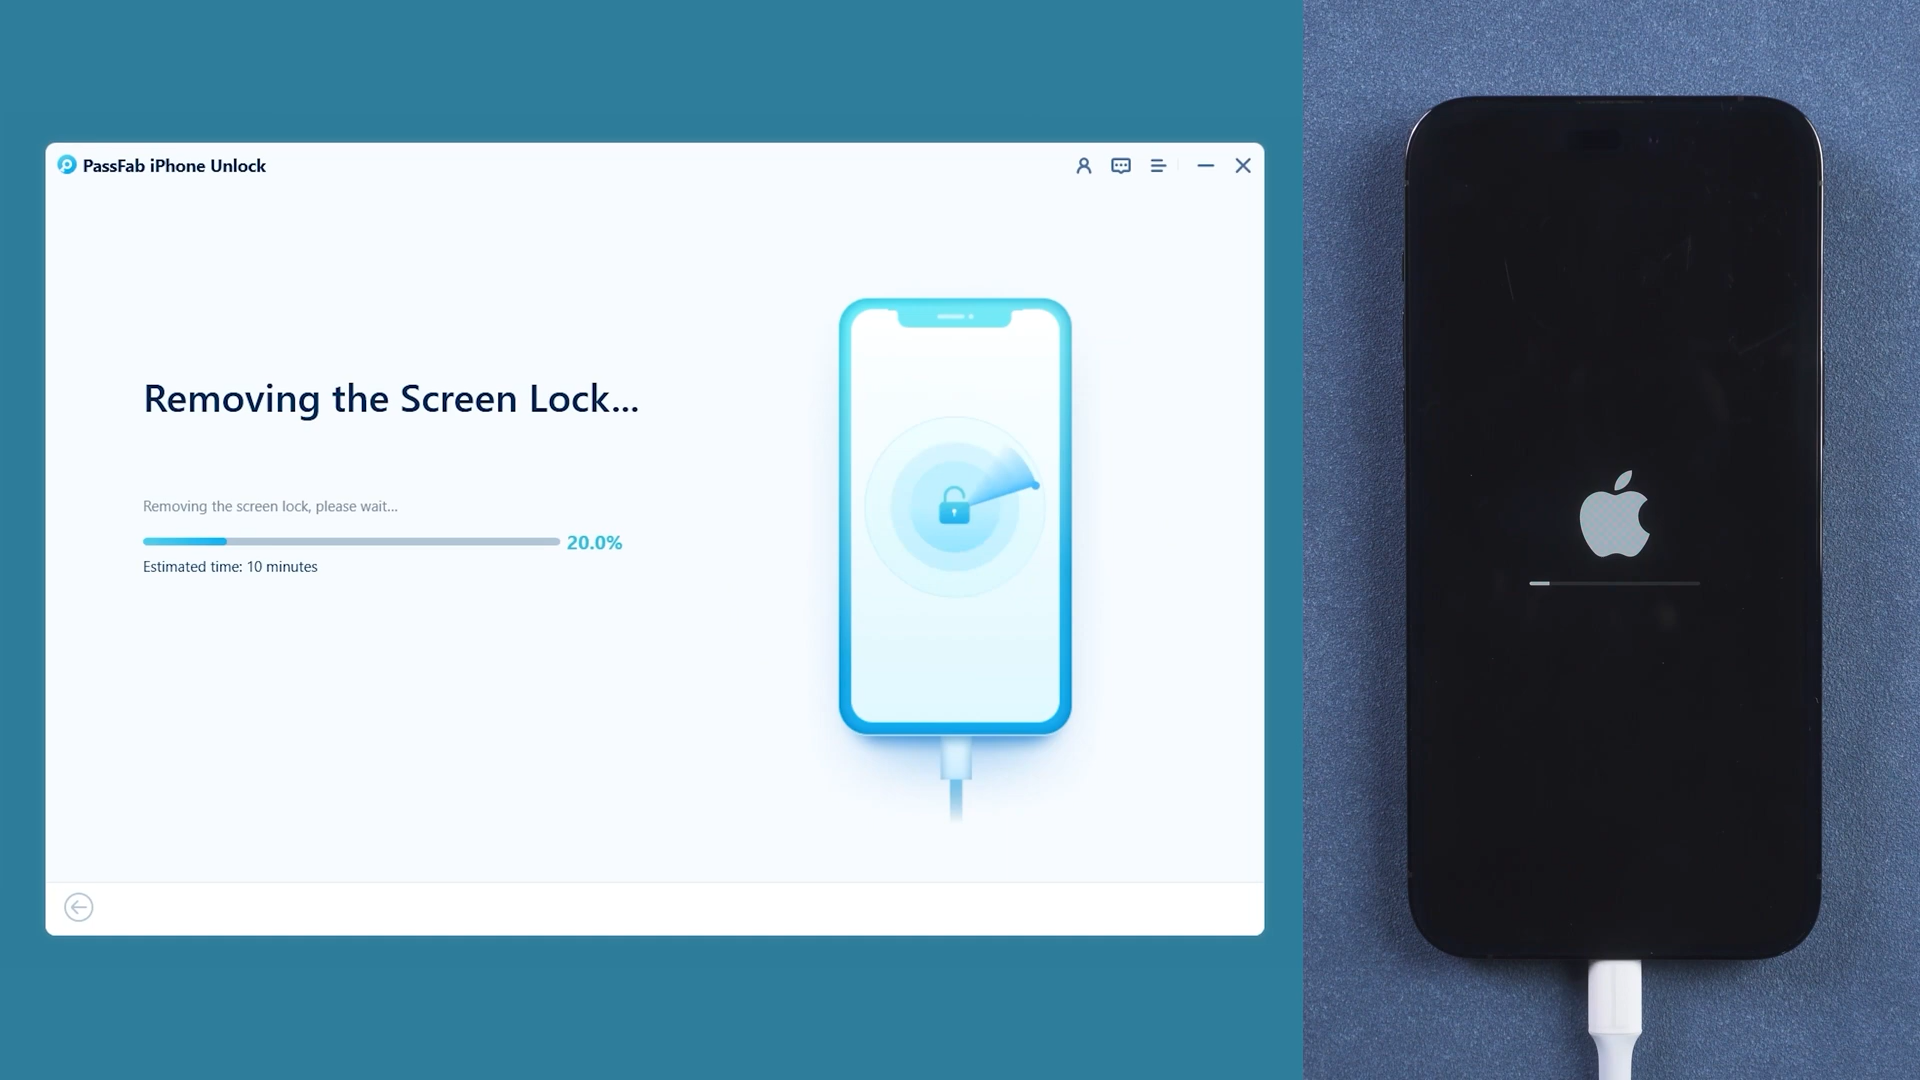 PassFab iPhone Unlock
Removing the Screen Lock...
Removing the screen lock, please wait...
20.0%
Estimated time: 10 minutes